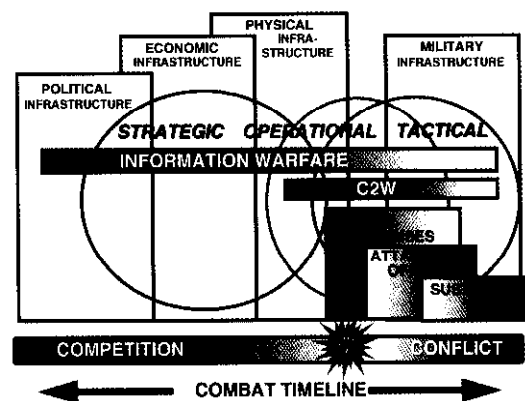 PHYSICAL
INFRA-
STRUCTURE
ECONOMIC
INFRASTRUCTURE
MILITARY
INFRASTRUCTURE
POLITICAL
INFRASTRUCTURE
STRATEGIC OPERATIONAL TACTICAL
INFORMATION WARFARE
C2W
COMPETITION CONFLICT
COMBAT TIMELINE